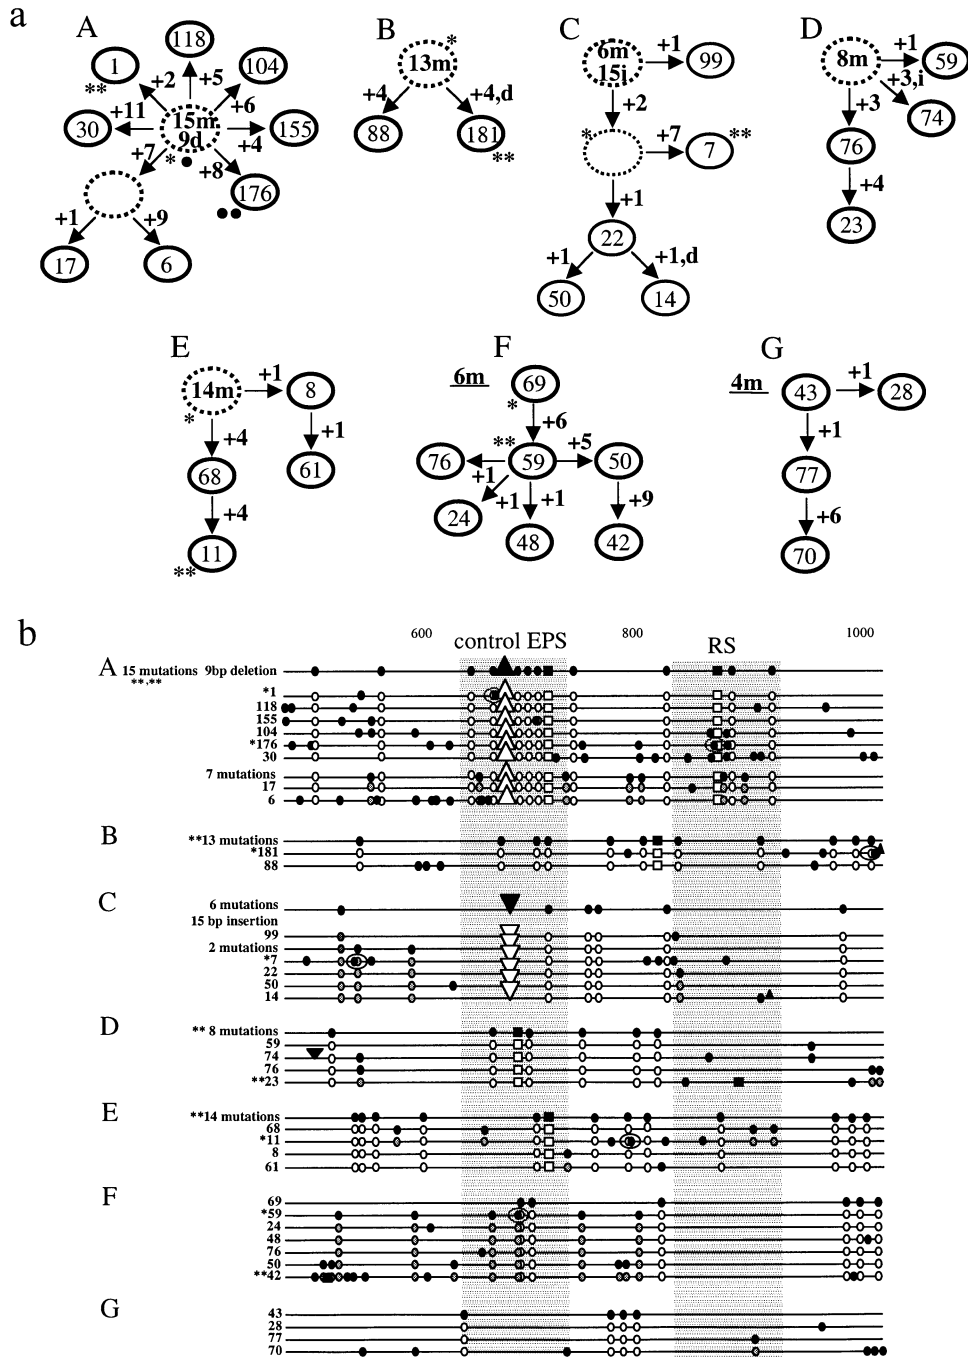 a
A
118
1
104
**
+2
+5
+6
30
+11
15m
9d
155
+4
+7
*
+8
176
+1
+9
17
6
B
*
13m
+4
+4,d
88
181
**
C
6m
15i
+1
99
+2
*
+7
7
**
+1
22
+1
+1,d
50
14
D
8m
+1
59
+3,i
74
+3
76
+4
23
E
14m
+1
8
*
+4
+1
68
61
+4
11
**
F
6m
69
*
+6
**
76
59
+5
50
+1
+1
+1
+9
24
48
42
G
4m
43
+1
28
+1
77
+6
70
b
600
800
1000
control EPS
RS
A
15 mutations 9bp deletion
**,**
*1
118
155
104
*176
30
7 mutations
17
6
B
**13 mutations
*181
88
C
6 mutations
15 bp insertion
99
2 mutations
*7
22
50
14
D
** 8 mutations
59
74
76
**23
E
**14 mutations
68
*11
8
61
F
69
*59
24
48
76
50
**42
G
43
28
77
70